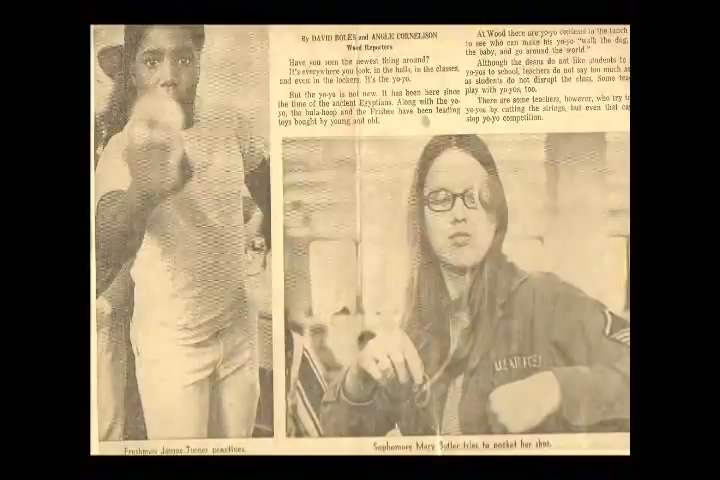 By DAVID BOLES and ANGLE CORNELISON
Wood Reporters
Have you seen the newest thing around?
It's everywhere you look, in the halls, in the classes,
and even in the lockers. It's the yo-yo.
But the yo-yo is not new. It has been here since
the time of the ancient Egyptians. Along with the yo-
yo, the hula-hoop and the Frisbee have been leading
toys bought by young and old.
At Wood there are yo-yo contests in the lunch
to see who can make his yo-yo "walk the dog,
the baby, and go around the world."
Although the deans do not like students to
yo-yos to school, teachers do not say too much as
as students do not disrupt the class. Some tea
play with yo-yos, too.
There are some teachers, however, who try t
yo-yos by cutting the strings, but even that ca
stop yo-yo competition.
U.S. AIR FORCE
Freshman James Turner practices.
Sophomore Mary Butler tries to pocket her shot.